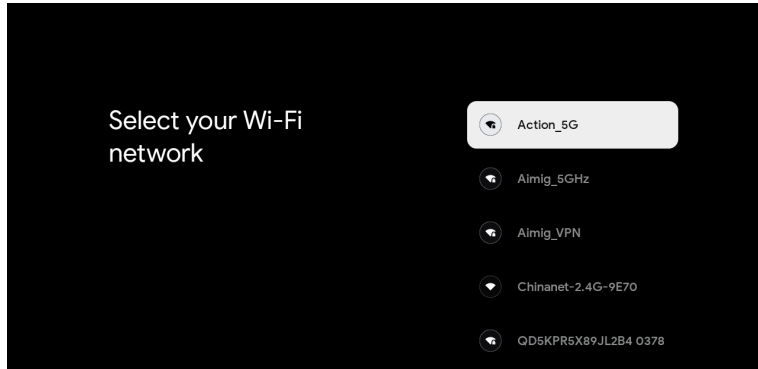 Select your Wi-Fi
network
Action_5G
Aimig_5GHz
Aimig_VPN
Chinanet-2.4G-9E70
QD5KPR5X89JL2B4 0378